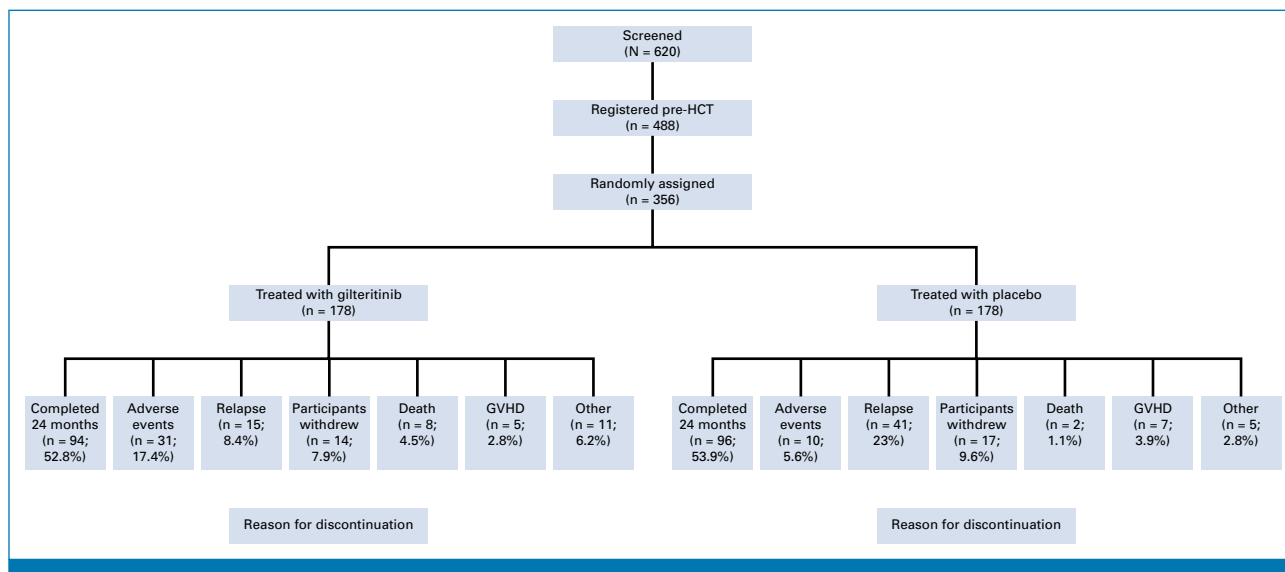 Screened
(N = 620)
Registered pre-HCT
(n = 488)
Randomly assigned
(n = 356)
Treated with gilteritinib
(n = 178)
Treated with placebo
(n = 178)
Completed
24 months
(n = 94;
52.8%)
Adverse
events
(n = 31;
17.4%)
Relapse
(n = 15;
8.4%)
Participants
withdrew
(n = 14;
7.9%)
Death
(n = 8;
4.5%)
GVHD
(n = 5;
2.8%)
Other
(n = 11;
6.2%)
Completed
24 months
(n = 96;
53.9%)
Adverse
events
(n = 10;
5.6%)
Relapse
(n = 41;
23%)
Participants
withdrew
(n = 17;
9.6%)
Death
(n = 2;
1.1%)
GVHD
(n = 7;
3.9%)
Other
(n = 5;
2.8%)
Reason for discontinuation
Reason for discontinuation